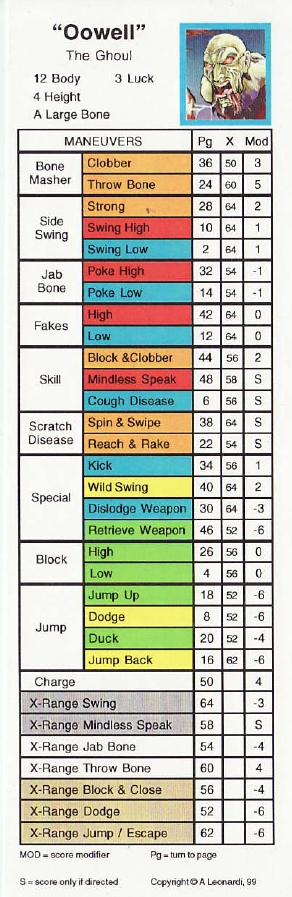 "Oowell"
The Ghoul
12 Body 3 Luck
4 Height
A Large Bone
MANEUVERS Pg X Mod
Bone Masher Clobber 36 50 3
Throw Bone 24 60 5
Side Swing Strong 28 64 2
Swing High 10 64 1
Swing Low 2 64 1
Jab Bone Poke High 32 54 -1
Poke Low 14 54 -1
Fakes High 42 64 0
Low 12 64 0
Skill Block &Clobber 44 56 2
Mindless Speak 48 58 S
Cough Disease 6 56 S
Scratch Disease Spin & Swipe 38 64 S
Reach & Rake 22 54 S
Special Kick 34 56 1
Wild Swing 40 64 2
Dislodge Weapon 30 64 -3
Retrieve Weapon 46 52 -6
Block High 26 56 0
Low 4 56 0
Jump Jump Up 18 52 -6
Dodge 8 52 -6
Duck 20 52 -4
Jump Back 16 62 -6
Charge 50 4
X-Range Swing 64 -3
X-Range Mindless Speak 58 S
X-Range Jab Bone 54 -4
X-Range Throw Bone 60 4
X-Range Block & Close 56 -4
X-Range Dodge 52 -6
X-Range Jump / Escape 62 -6
MOD = score modifier Pg = turn to page
S = score only if directed Copyright © A Leonardi, 99